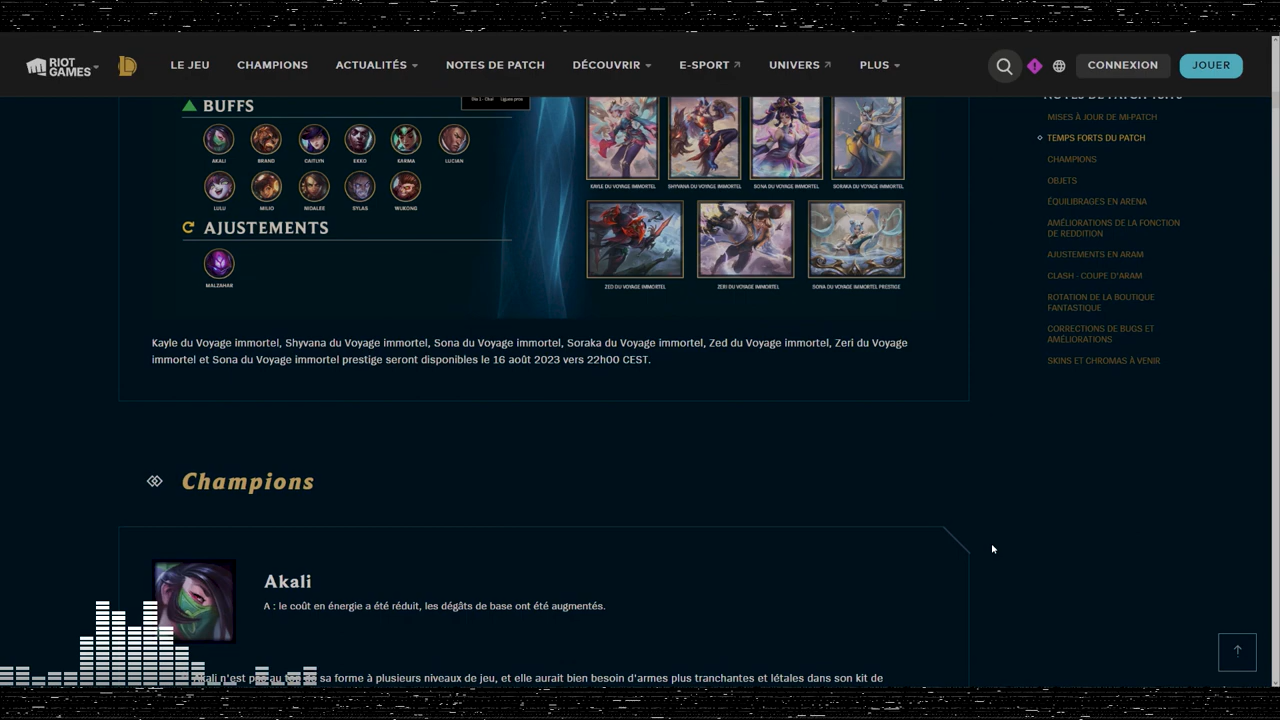 RIOT GAMES
LE JEU
CHAMPIONS
ACTUALITÉS
NOTES DE PATCH
DÉCOUVRIR
E-SPORT
UNIVERS
PLUS
CONNEXION
JOUER
BUFFS
AKALI
BRAND
CAITLYN
EKKO
KARMA
LUCIAN
LULU
MILIO
NIDALEE
SYLAS
WUKONG
AJUSTEMENTS
MALZAHAR
KAYLE DU VOYAGE IMMORTEL
SHYVANA DU VOYAGE IMMORTEL
SONA DU VOYAGE IMMORTEL
SORAKA DU VOYAGE IMMORTEL
ZED DU VOYAGE IMMORTEL
ZERI DU VOYAGE IMMORTEL
SONA DU VOYAGE IMMORTEL PRESTIGE
Kayle du Voyage immortel, Shyvana du Voyage immortel, Sona du Voyage immortel, Soraka du Voyage immortel, Zed du Voyage immortel, Zeri du Voyage
immortel et Sona du Voyage immortel prestige seront disponibles le 16 août 2023 vers 22h00 CEST.
MISES À JOUR DE MI-PATCH
TEMPS FORTS DU PATCH
CHAMPIONS
OBJETS
ÉQUILIBRAGES EN ARENA
AMÉLIORATIONS DE LA FONCTION
DE REDDITION
AJUSTEMENTS EN ARAM
CLASH - COUPE D'ARAM
ROTATION DE LA BOUTIQUE
FANTASTIQUE
CORRECTIONS DE BUGS ET
AMÉLIORATIONS
SKINS ET CHROMAS À VENIR
Champions
Akali
A : le coût en énergie a été réduit, les dégâts de base ont été augmentés.
Akali n'est pas au sa forme à plusieurs niveaux de jeu, et elle aurait bien besoin d'armes plus tranchantes et létales dans son kit de